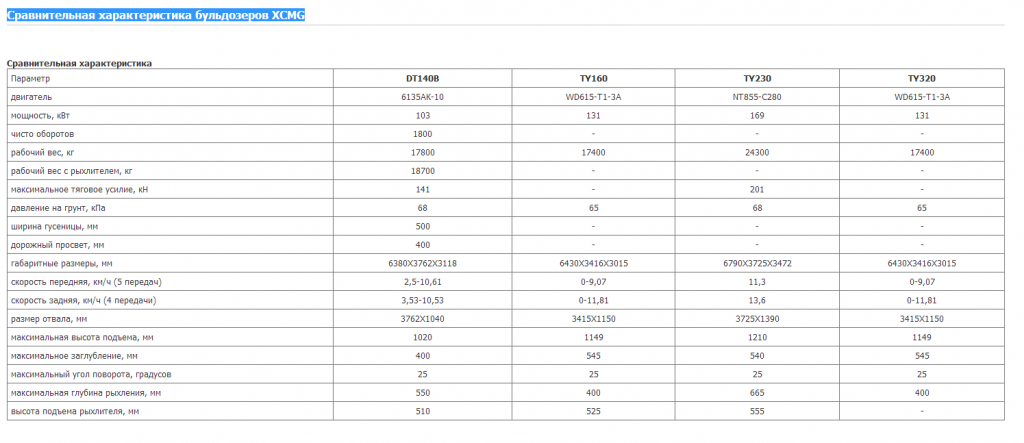 Сравнительная характеристика бульдозеров XCMG
Сравнительная характеристика
Параметр DT140B TY160 TY230 TY320
двигатель 6135AK-10 WD615-T1-3A NT855-C280 WD615-T1-3A
мощность, кВт 103 131 169 131
чисто оборотов 1800 - - -
рабочий вес, кг 17800 17400 24300 17400
рабочий вес с рыхлителем, кг 18700 - - -
максимальное тяговое усилие, кН 141 - 201 -
давление на грунт, кПа 68 65 68 65
ширина гусеницы, мм 500 - - -
дорожный просвет, мм 400 - - -
габаритные размеры, мм 6380X3762X3118 6430X3416X3015 6790X3725X3472 6430X3416X3015
скорость передняя, км/ч (5 передач) 2,5-10,61 0-9,07 11,3 0-9,07
скорость задняя, км/ч (4 передачи) 3,53-10,53 0-11,81 13,6 0-11,81
размер отвала, мм 3762X1040 3415X1150 3725X1390 3415X1150
максимальная высота подъема, мм 1020 1149 1210 1149
максимальное заглубление, мм 400 545 540 545
максимальный угол поворота, градусов 25 25 25 25
максимальная глубина рыхления, мм 550 400 665 400
высота подъема рыхлителя, мм 510 525 555 -